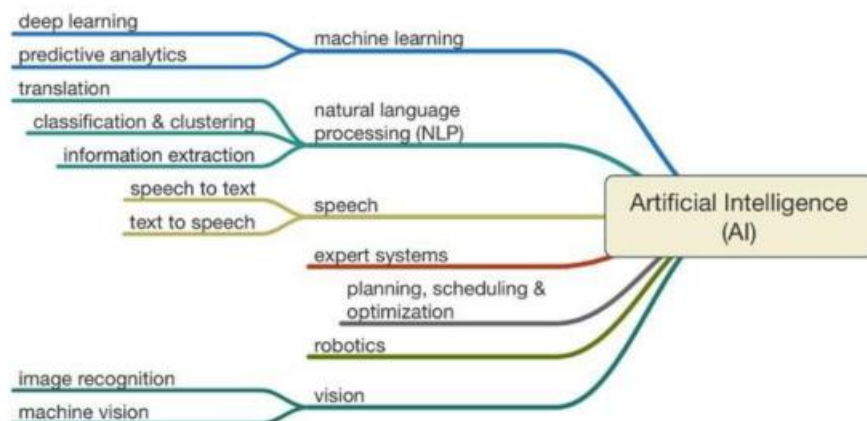 deep learning
machine learning
predictive analytics
translation
natural language
processing (NLP)
classification & clustering
information extraction
speech to text
speech
text to speech
Artificial Intelligence
(AI)
expert systems
planning, scheduling &
optimization
robotics
image recognition
vision
machine vision